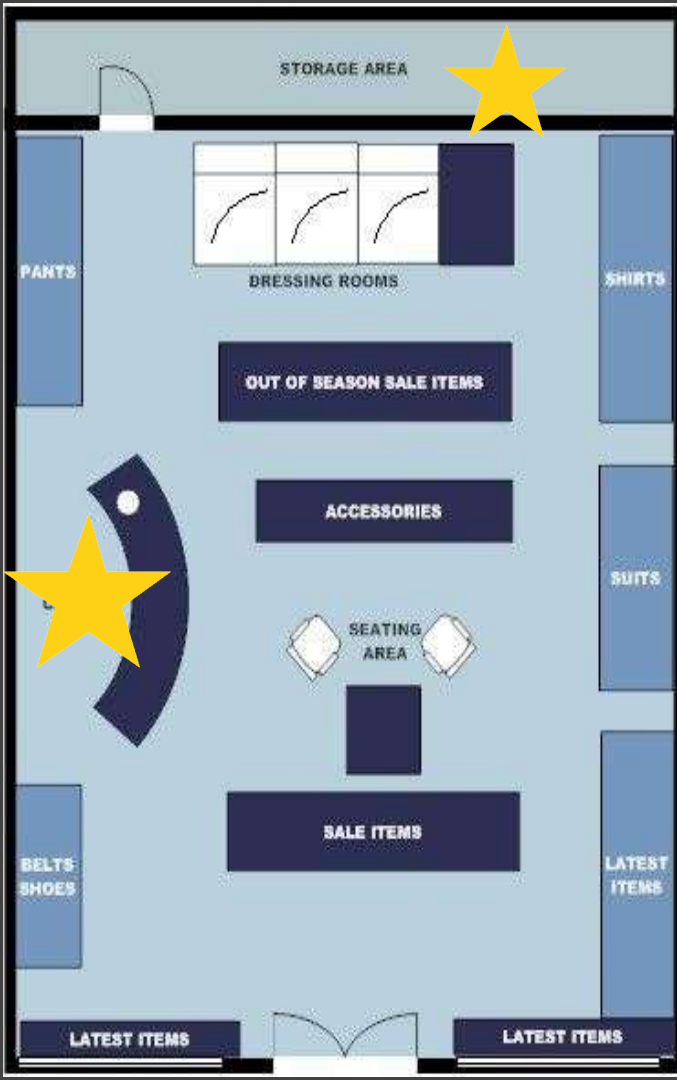 STORAGE AREA
PANTS
DRESSING ROOMS
SHIRTS
OUT OF SEASON SALE ITEMS
ACCESSORIES
SUITS
SEATING
AREA
SALE ITEMS
BELTS
SHOES
LATEST
ITEMS
LATEST ITEMS
LATEST ITEMS